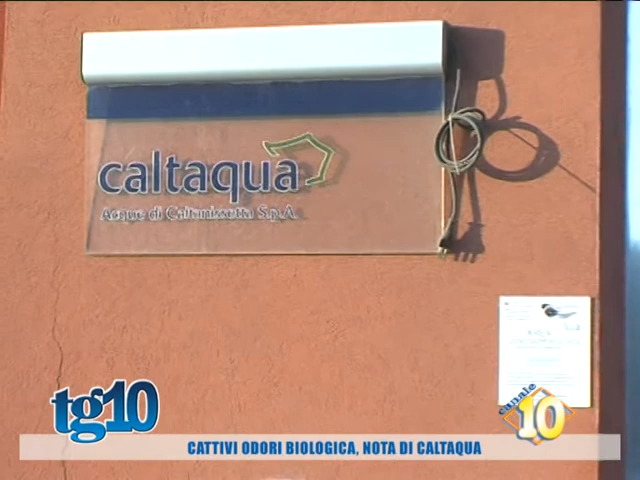 caltaqua
Acque di Caltanissetta S.p.A.
tg10
canale
10
CATTIVI ODORI BIOLOGICA, NOTA DI CALTAQUA